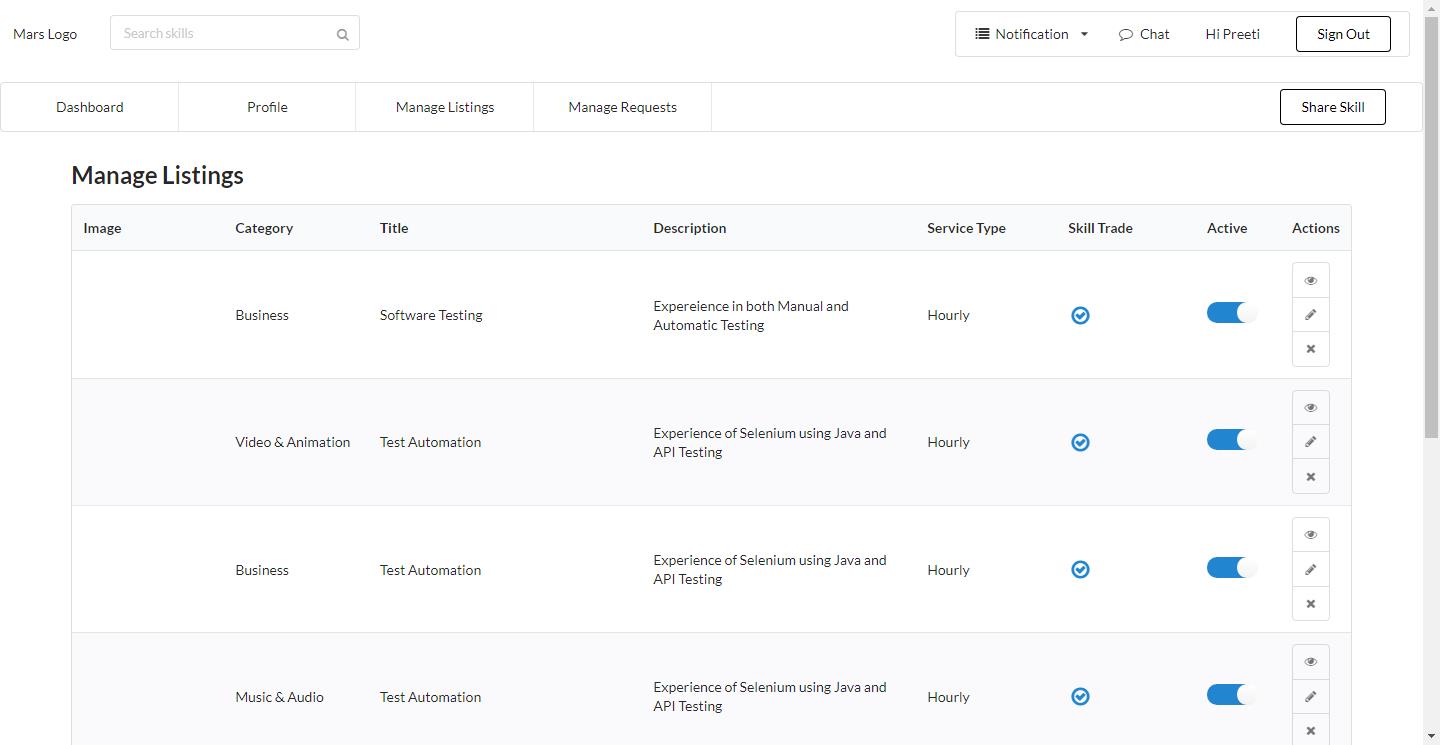 Mars Logo
Search skills
Notification
Chat
Hi Preeti
Sign Out
Dashboard
Profile
Manage Listings
Manage Requests
Share Skill
Manage Listings
Image
Category
Title
Description
Service Type
Skill Trade
Active
Actions
Business
Software Testing
Expereience in both Manual and
Automatic Testing
Hourly
Video & Animation
Test Automation
Experience of Selenium using Java and
API Testing
Hourly
Business
Test Automation
Experience of Selenium using Java and
API Testing
Hourly
Music & Audio
Test Automation
Experience of Selenium using Java and
API Testing
Hourly